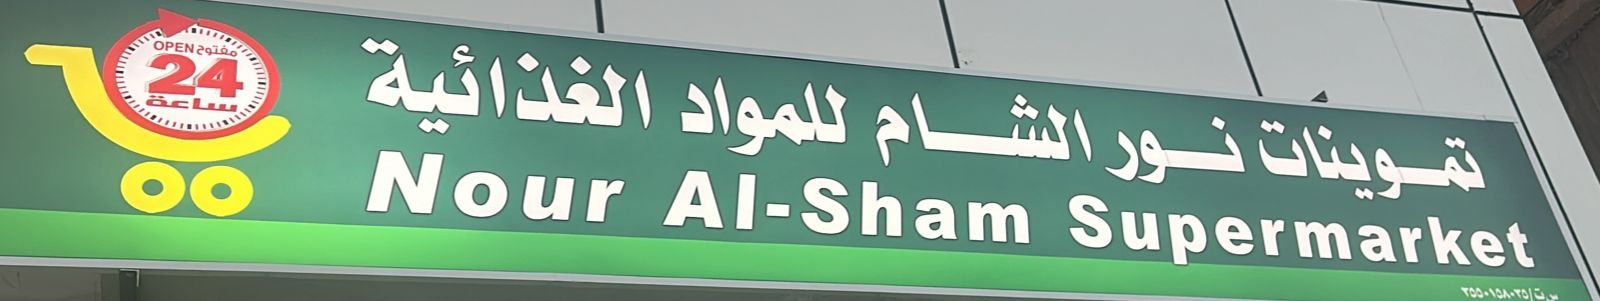 تموينات نور الشام للمواد الغذائية
Nour Al-Sham Supermarket
مفتوح OPEN
24
ساعة